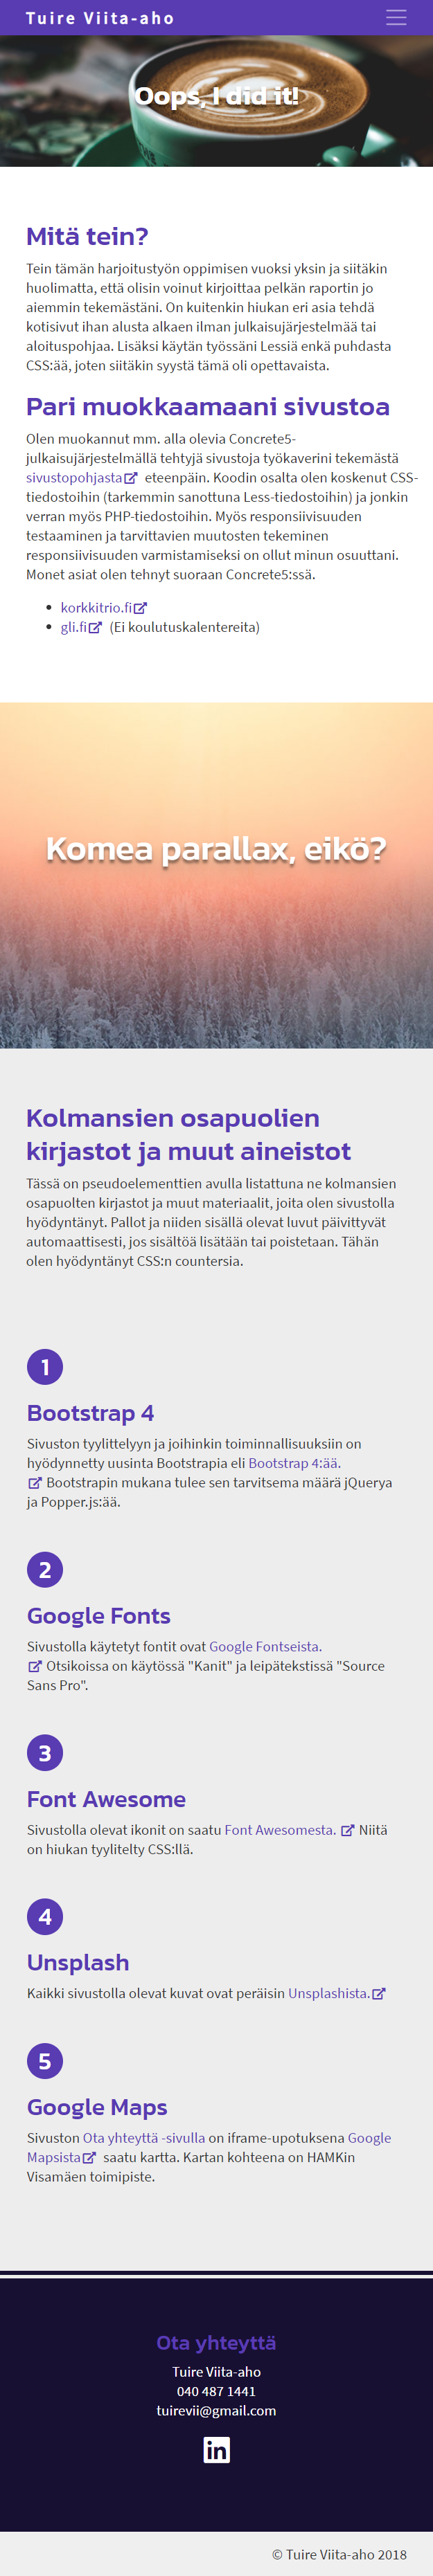 Tuire Viita-aho
Oops, I did it!
Mitä tein?
Tein tämän harjoitustyön oppimisen vuoksi yksin ja siitäkin
huolimatta, että olisin voinut kirjoittaa pelkän raportin jo
aiemmin tekemästäni. On kuitenkin hiukan eri asia tehdä
kotisivut ihan alusta alkaen ilman julkaisujärjestelmää tai
aloituspohjaa. Lisäksi käytän työssäni Lessiä enkä puhdasta
CSS:ää, joten siitäkin syystä tämä oli opettavaista.
Pari muokkaamaani sivustoa
Olen muokannut mm. alla olevia Concrete5-
julkaisujärjestelmällä tehtyjä sivustoja työkaverini tekemästä
sivustopohjasta eteenpäin. Koodin osalta olen koskenut CSS-
tiedostoihin (tarkemmin sanottuna Less-tiedostoihin) ja jonkin
verran myös PHP-tiedostoihin. Myös responsiivisuuden
testaaminen ja tarvittavien muutosten tekeminen
responsiivisuuden varmistamiseksi on ollut minun osuuttani.
Monet asiat olen tehnyt suoraan Concrete5:ssä.
korkkitrio.fi
gli.fi (Ei koulutuskalentereita)
Komea parallax, eikö?
Kolmansien osapuolien
kirjastot ja muut aineistot
Tässä on pseudoelementtien avulla listattuna ne kolmansien
osapuolten kirjastot ja muut materiaalit, joita olen sivustolla
hyödyntänyt. Pallot ja niiden sisällä olevat luvut päivittyvät
automaattisesti, jos sisältöä lisätään tai poistetaan. Tähän
olen hyödyntänyt CSS:n countersia.
1
Bootstrap 4
Sivuston tyylittelyyn ja joihinkin toiminnallisuuksiin on
hyödynnetty uusinta Bootstrapia eli Bootstrap 4:ää.
Bootstrapin mukana tulee sen tarvitsema määrä jQuerya
ja Popper.js:ää.
2
Google Fonts
Sivustolla käytetyt fontit ovat Google Fontseista.
Otsikoissa on käytössä "Kanit" ja leipätekstissä "Source
Sans Pro".
3
Font Awesome
Sivustolla olevat ikonit on saatu Font Awesomesta. Niitä
on hiukan tyylitelty CSS:llä.
4
Unsplash
Kaikki sivustolla olevat kuvat ovat peräisin Unsplashista.
5
Google Maps
Sivuston Ota yhteyttä -sivulla on iframe-upotuksena Google
Mapsista saatu kartta. Kartan kohteena on HAMKin
Visamäen toimipiste.
Ota yhteyttä
Tuire Viita-aho
040 487 1441
tuirevii@gmail.com
in
© Tuire Viita-aho 2018